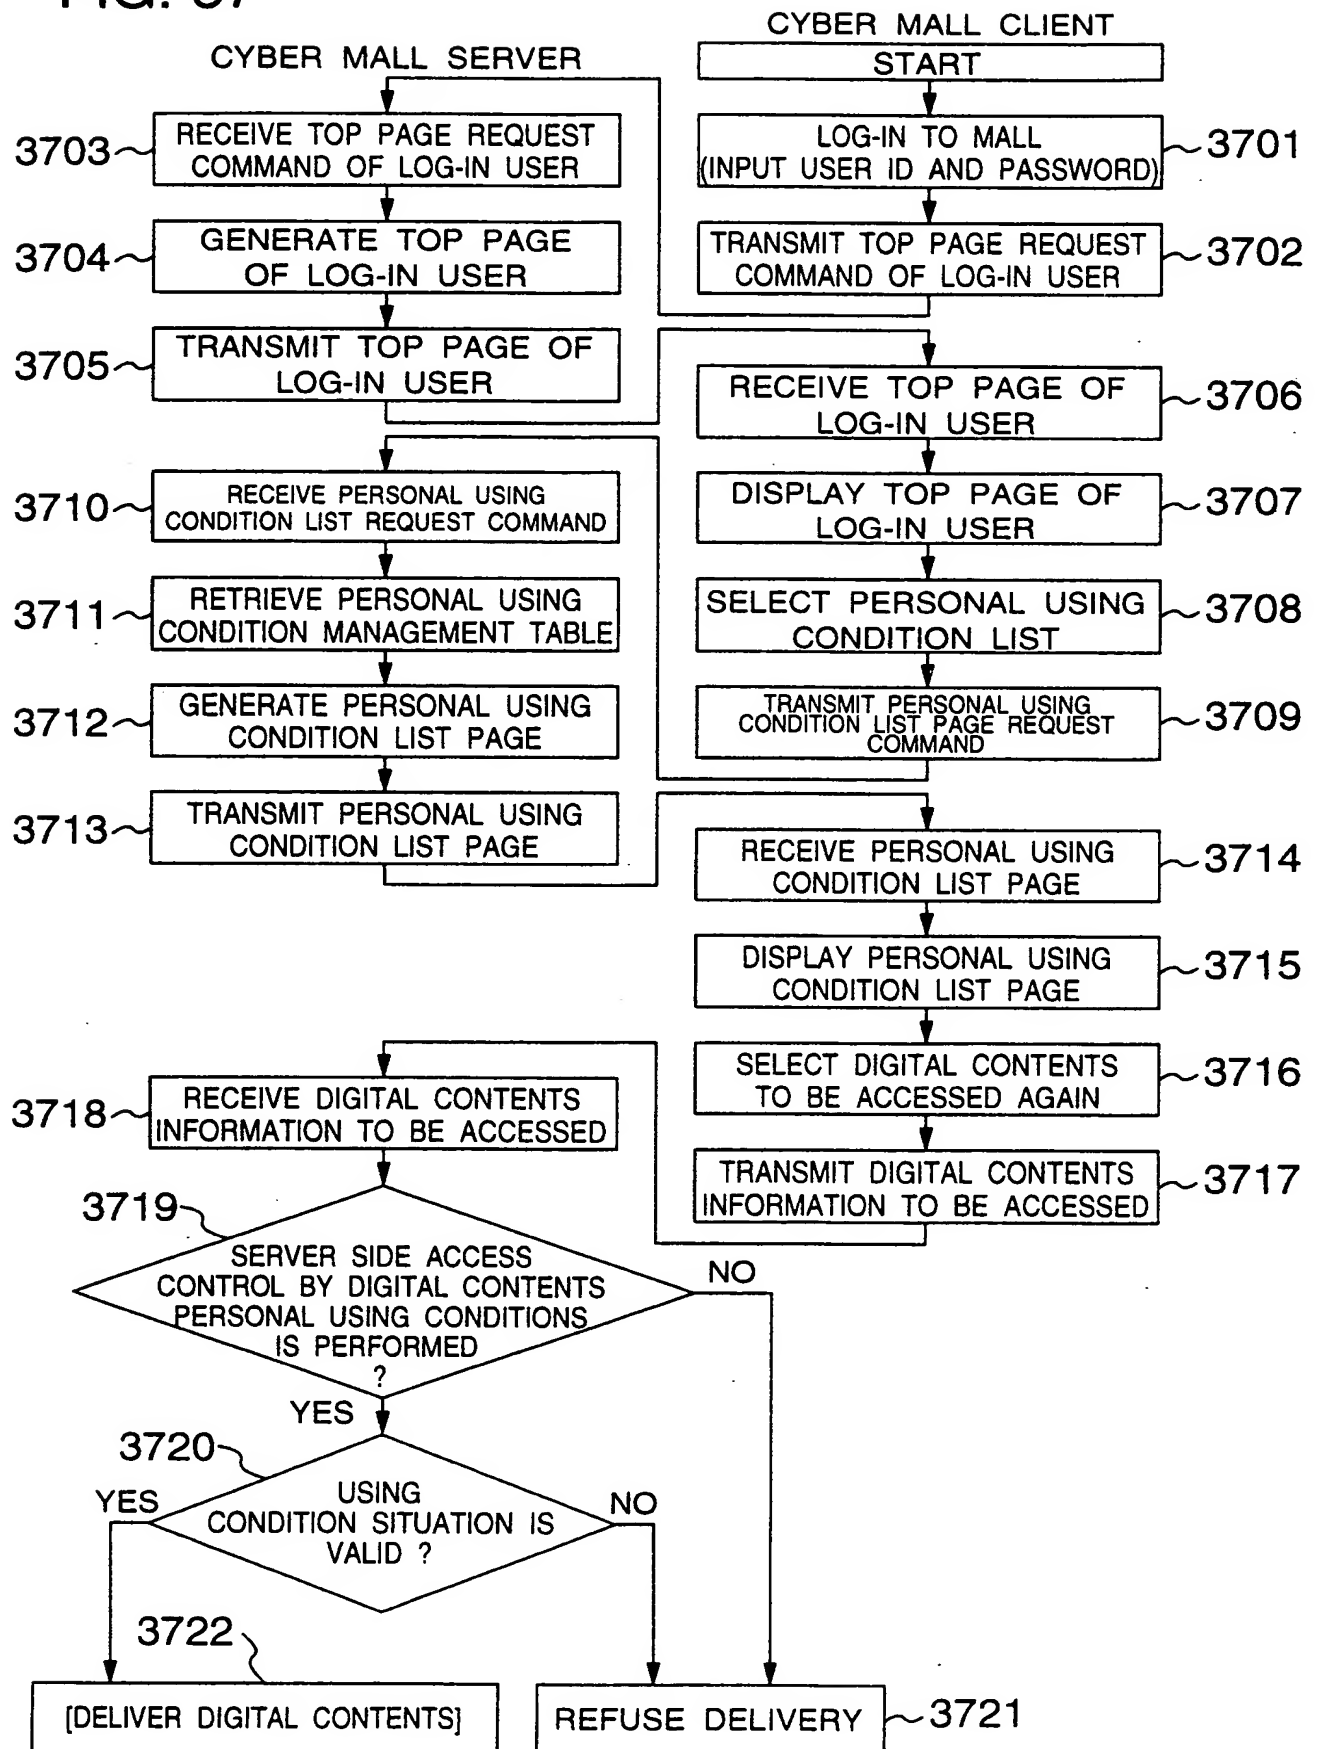 CYBER MALL CLIENT
CYBER MALL SERVER
START
3701
LOG-IN TO MALL
(INPUT USER ID AND PASSWORD)
3702
TRANSMIT TOP PAGE REQUEST
COMMAND OF LOG-IN USER
3703
RECEIVE TOP PAGE REQUEST
COMMAND OF LOG-IN USER
3704
GENERATE TOP PAGE
OF LOG-IN USER
3705
TRANSMIT TOP PAGE OF
LOG-IN USER
RECEIVE TOP PAGE OF
LOG-IN USER
3706
DISPLAY TOP PAGE OF
LOG-IN USER
3707
SELECT PERSONAL USING
CONDITION LIST
3708
TRANSMIT PERSONAL USING
CONDITION LIST PAGE REQUEST
COMMAND
3709
3710
RECEIVE PERSONAL USING
CONDITION LIST REQUEST COMMAND
3711
RETRIEVE PERSONAL USING
CONDITION MANAGEMENT TABLE
3712
GENERATE PERSONAL USING
CONDITION LIST PAGE
3713
TRANSMIT PERSONAL USING
CONDITION LIST PAGE
RECEIVE PERSONAL USING
CONDITION LIST PAGE
3714
DISPLAY PERSONAL USING
CONDITION LIST PAGE
3715
SELECT DIGITAL CONTENTS
TO BE ACCESSED AGAIN
3716
TRANSMIT DIGITAL CONTENTS
INFORMATION TO BE ACCESSED
3717
3718
RECEIVE DIGITAL CONTENTS
INFORMATION TO BE ACCESSED
3719
SERVER SIDE ACCESS
CONTROL BY DIGITAL CONTENTS
PERSONAL USING CONDITIONS
IS PERFORMED
?
NO
YES
3720
USING
CONDITION SITUATION IS
VALID ?
YES
NO
3722
[DELIVER DIGITAL CONTENTS]
REFUSE DELIVERY
3721